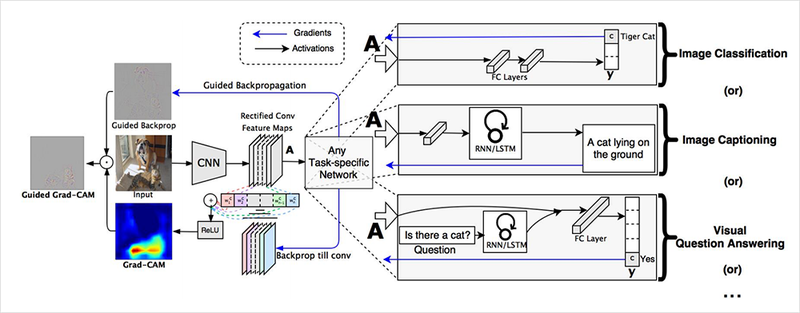 Gradients
Activations
Guided Backpropagation
Guided Backprop
Rectified Conv
Feature Maps
A
CNN
Input
Guided Grad-CAM
Grad-CAM
ReLU
Backprop till conv
Any
Task-specific
Network
A
c
Tiger Cat
FC Layers
y
Image Classification
(or)
A
RNN/LSTM
A cat lying on
the ground
Image Captioning
(or)
A
Is there a cat?
Question
RNN/LSTM
FC Layer
c
Yes
y
Visual
Question Answering
(or)
...